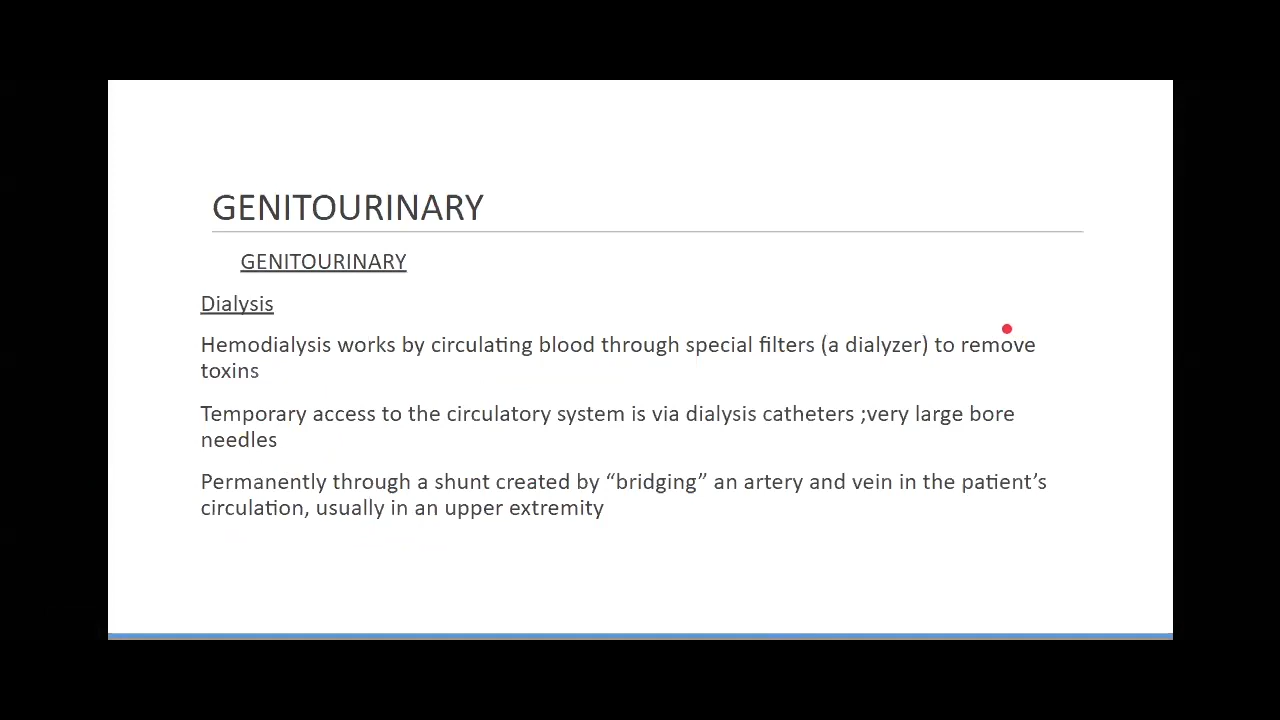 GENITOURINARY
GENITOURINARY
Dialysis
Hemodialysis works by circulating blood through special filters (a dialyzer) to remove
toxins
Temporary access to the circulatory system is via dialysis catheters ;very large bore
needles
Permanently through a shunt created by “bridging” an artery and vein in the patient’s
circulation, usually in an upper extremity